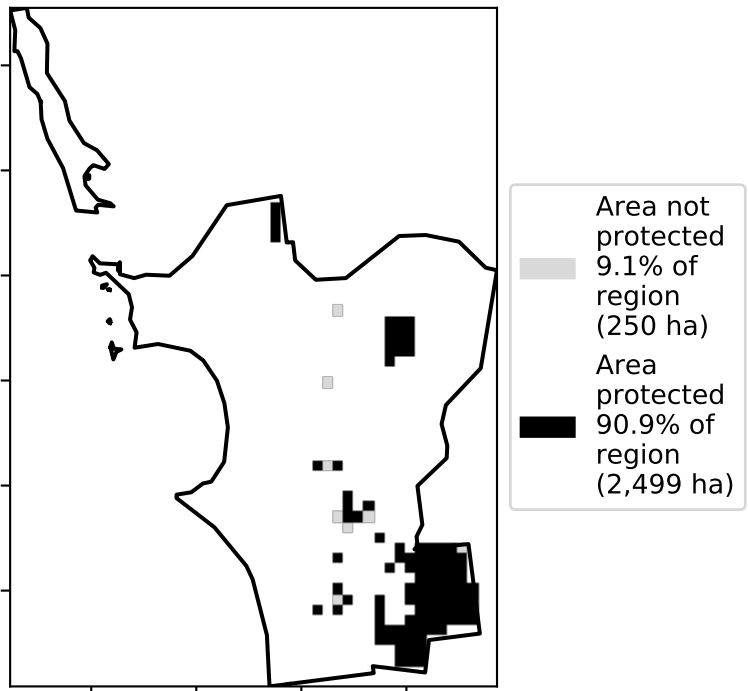 Area not
protected
9.1% of
region
(250 ha)
Area
protected
90.9% of
region
(2,499 ha)